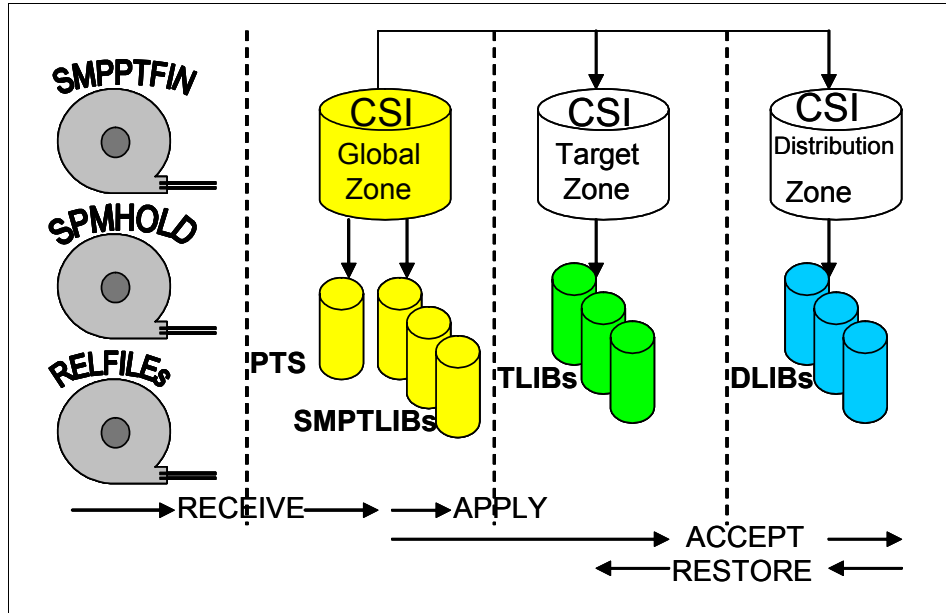 SMPPTFIN
SPMHOLD
RELFILEs
CSI
Global
Zone
PTS
SMPTLIBs
CSI
Target
Zone
TLIBs
CSI
Distribution
Zone
DLIBs
RECEIVE
APPLY
ACCEPT
RESTORE